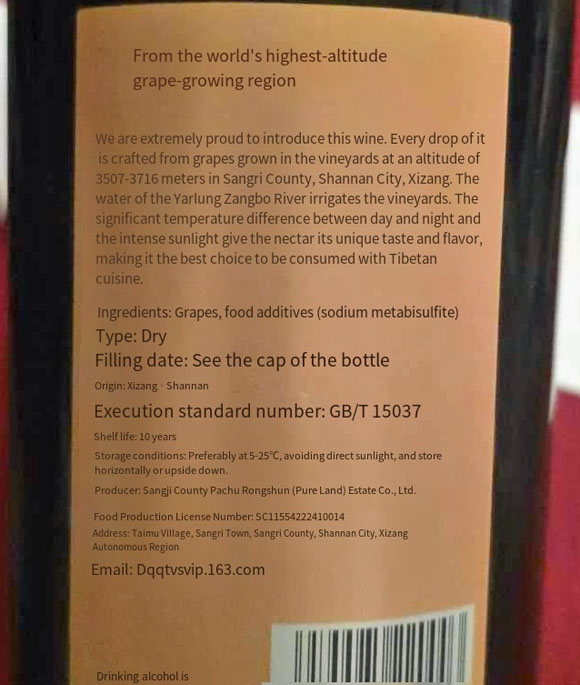 From the world's highest-altitude
grape-growing region
We are extremely proud to introduce this wine. Every drop of it
is crafted from grapes grown in the vineyards at an altitude of
3507-3716 meters in Sangri County, Shannan City, Xizang. The
water of the Yarlung Zangbo River irrigates the vineyards. The
significant temperature difference between day and night and
the intense sunlight give the nectar its unique taste and flavor,
making it the best choice to be consumed with Tibetan
cuisine.
Ingredients: Grapes, food additives (sodium metabisulfite)
Type: Dry
Filling date: See the cap of the bottle
Origin: Xizang · Shannan
Execution standard number: GB/T 15037
Shelf life: 10 years
Storage conditions: Preferably at 5-25°C, avoiding direct sunlight, and store
horizontally or upside down.
Producer: Sangji County Pachu Rongshun (Pure Land) Estate Co., Ltd.
Food Production License Number: SC11554222410014
Address: Taimu Village, Sangri Town, Sangri County, Shannan City, Xizang
Autonomous Region
Email: Dqqtvsvip.163.com
Drinking alcohol is